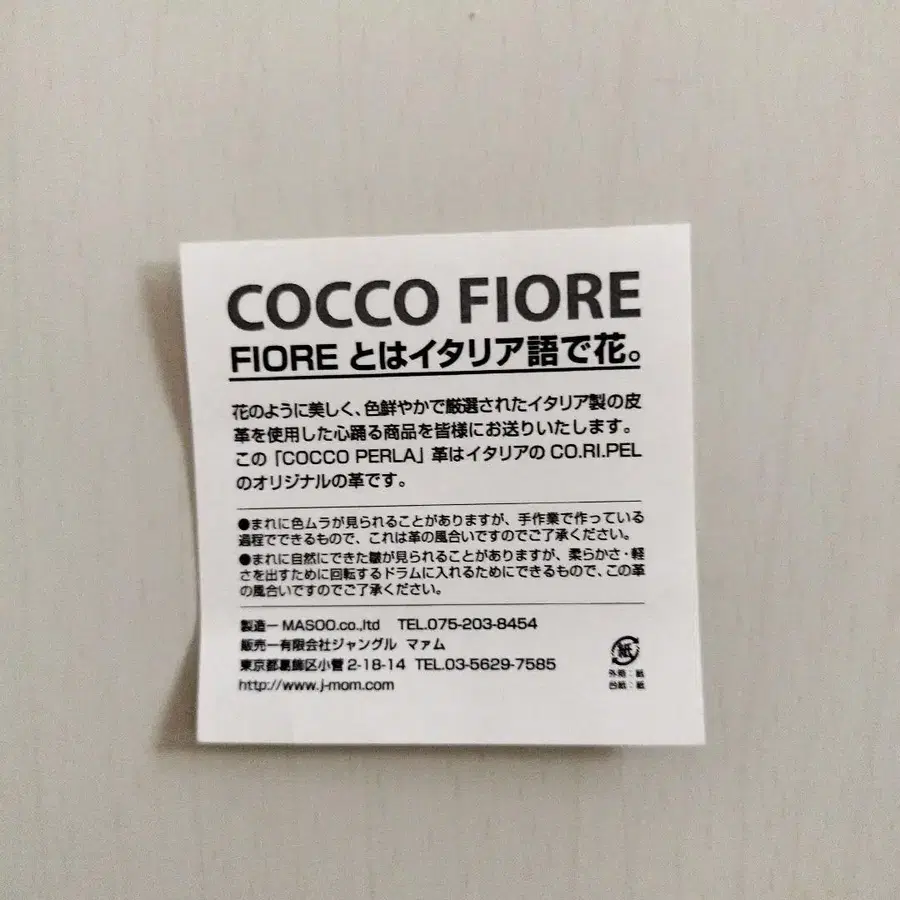 COCCO FIORE
FIORE とはイタリア語で花。
花のように美しく、色鮮やかで厳選されたイタリア製の皮
革を使用した心踊る商品を皆様にお送りいたします。
この「COCCO PERLA」革はイタリアの CO.RI.PEL
のオリジナルの革です。
●まれに色ムラが見られることがありますが、手作業で作っている
過程でできるもので、これは革の風合いですのでご了承ください。
●まれに自然にできた皺が見られることがありますが、柔らかさ・軽
さを出すために回転するドラムに入れるためにできるもので、この革
の風合いですのでご了承ください。
製造ー MASOO.co.,ltd TEL.075-203-8454
販売ー有限会社ジャングル マァム
東京都葛飾区小菅 2-18-14 TEL.03-5629-7585
http://www.j-mom.com
紙
外箱：紙
台紙：紙